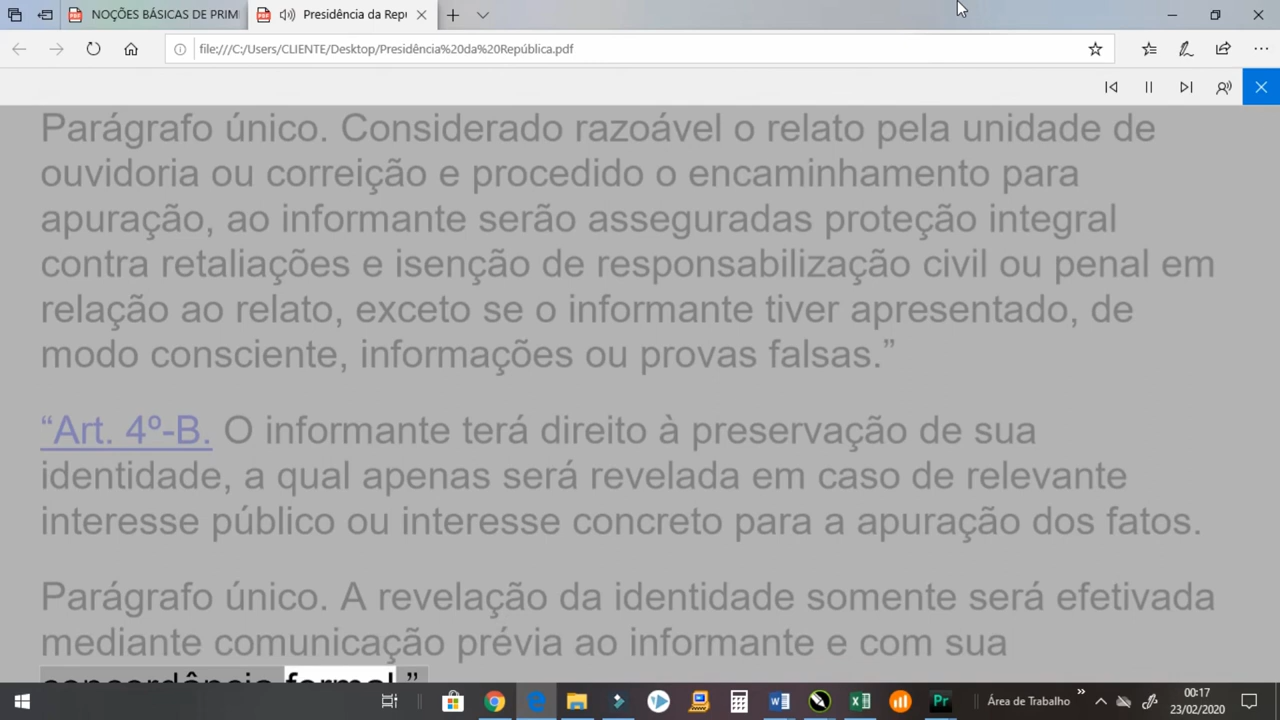 NOÇÕES BÁSICAS DE PRIM
Presidência da Repu
file:///C:/Users/CLIENTE/Desktop/Presidência%20da%20República.pdf
Parágrafo único. Considerado razoável o relato pela unidade de
ouvidoria ou correição e procedido o encaminhamento para
apuração, ao informante serão asseguradas proteção integral
contra retaliações e isenção de responsabilização civil ou penal em
relação ao relato, exceto se o informante tiver apresentado, de
modo consciente, informações ou provas falsas.”
“Art. 4º-B. O informante terá direito à preservação de sua
identidade, a qual apenas será revelada em caso de relevante
interesse público ou interesse concreto para a apuração dos fatos.
Parágrafo único. A revelação da identidade somente será efetivada
mediante comunicação prévia ao informante e com sua
concordância formal.”
Área de Trabalho
00:17
23/02/2020